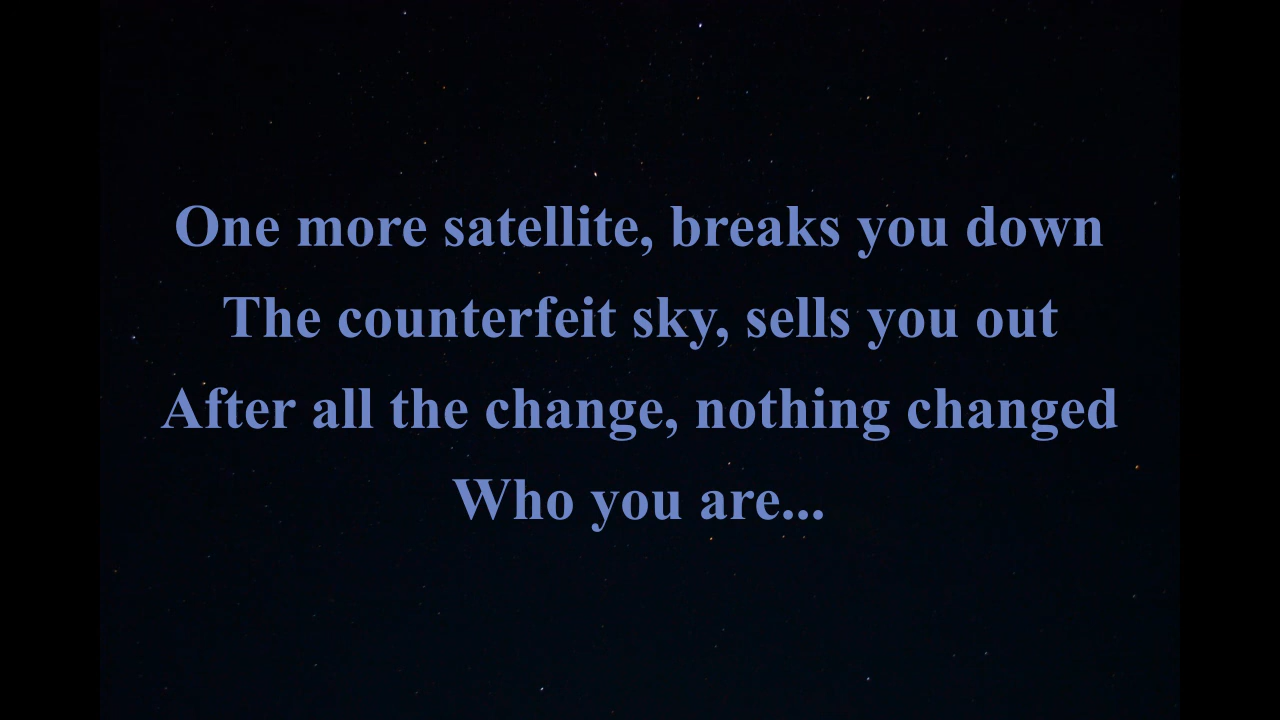 One more satellite, breaks you down
The counterfeit sky, sells you out
After all the change, nothing changed
Who you are...